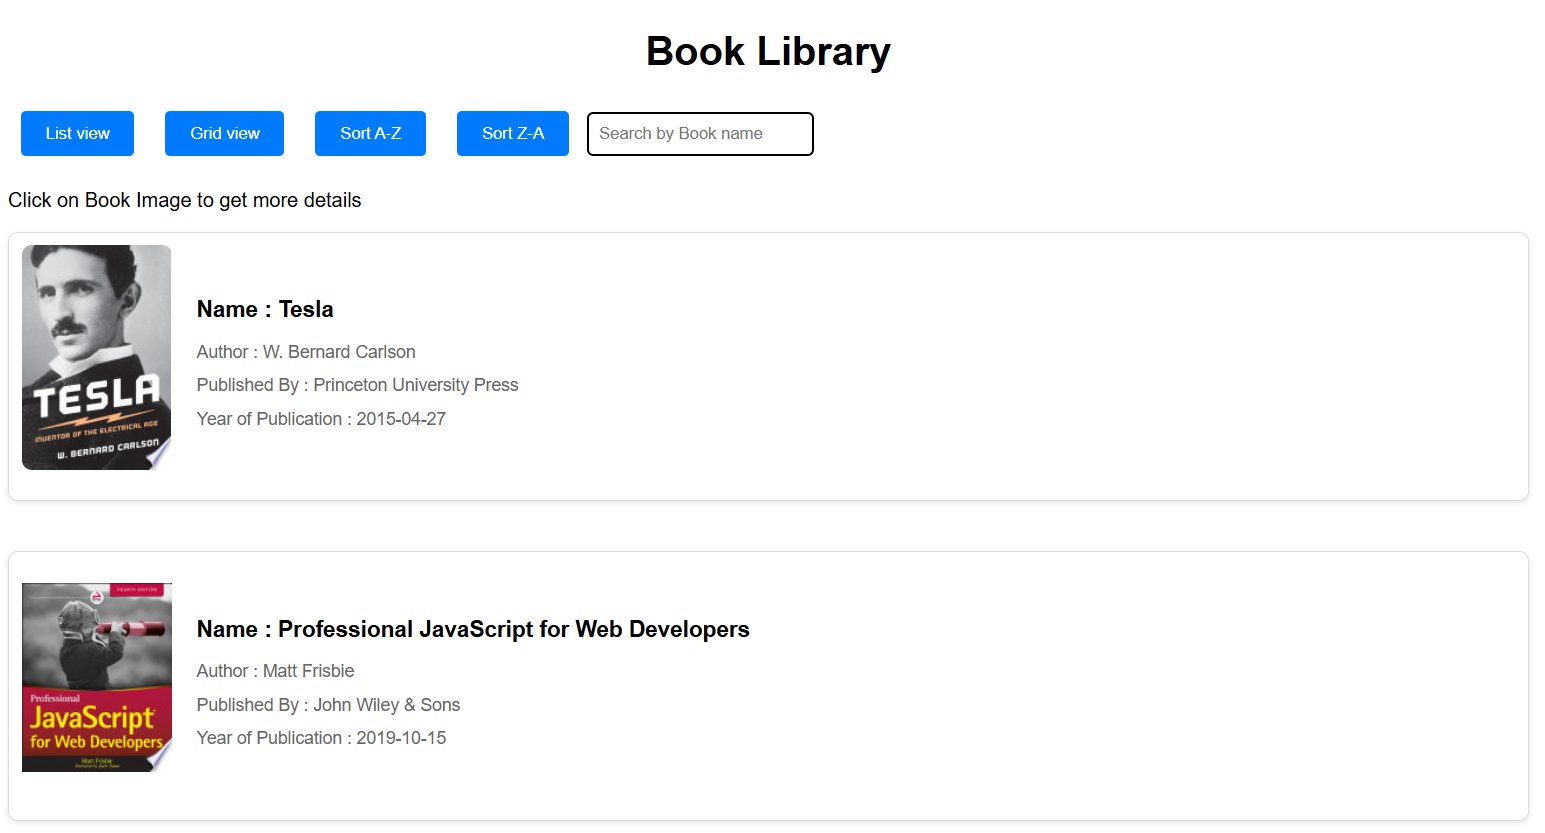 Book Library
List view
Grid view
Sort A-Z
Sort Z-A
Search by Book name
Click on Book Image to get more details
TESLA
INVENTOR OF THE ELECTRICAL AGE
W. BERNARD CARLSON
Name : Tesla
Author : W. Bernard Carlson
Published By : Princeton University Press
Year of Publication : 2015-04-27
FOURTH EDITION
Professional
JavaScript
for Web Developers
Matt Frisbie
Name : Professional JavaScript for Web Developers
Author : Matt Frisbie
Published By : John Wiley & Sons
Year of Publication : 2019-10-15